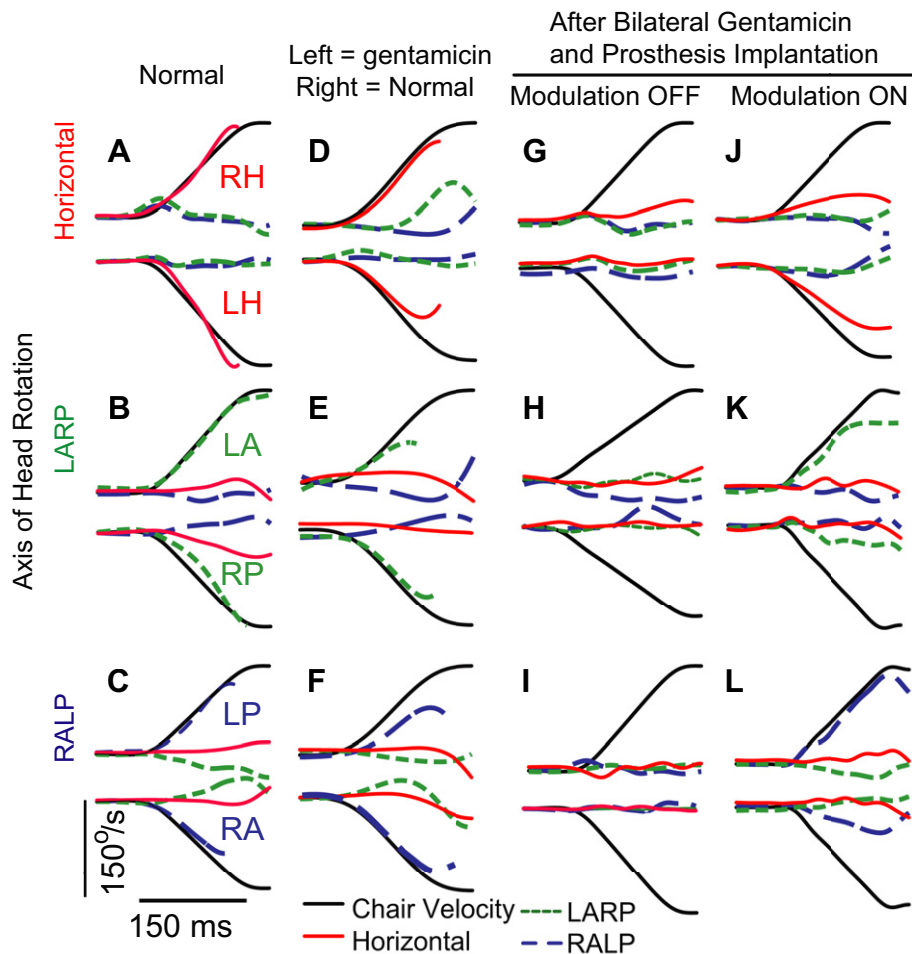 After Bilateral Gentamicin
and Prosthesis Implantation
Left = gentamicin
Right = Normal
Normal
Modulation OFF
Modulation ON
Axis of Head Rotation
Horizontal
A
RH
LH
D
G
J
LARP
B
LA
RP
E
H
K
RALP
C
LP
RA
F
I
L
150º/s
150 ms
Chair Velocity
LARP
Horizontal
RALP